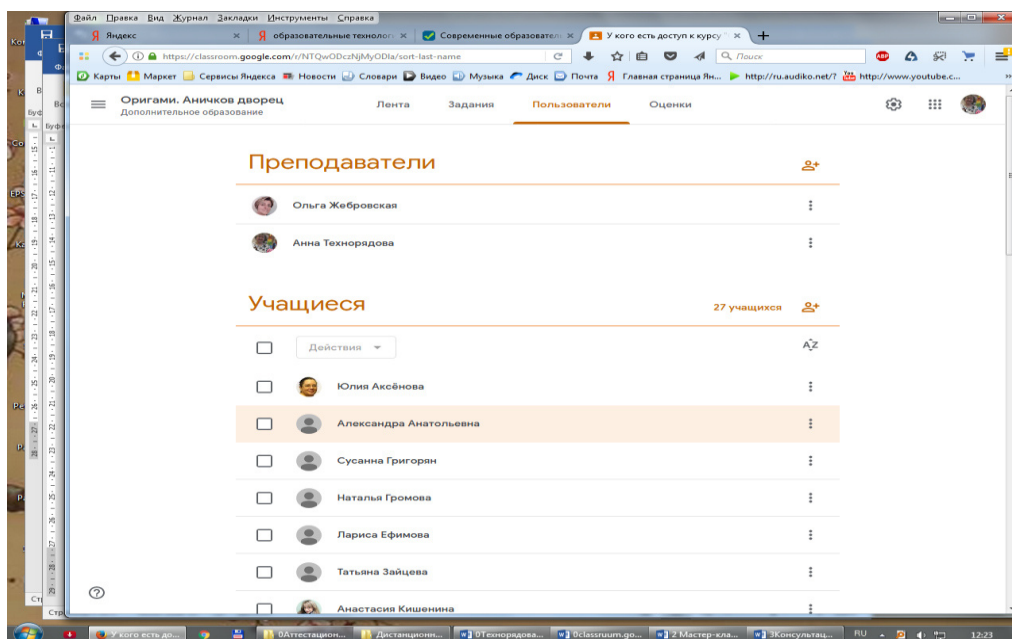 Файл Правка Вид Журнал Закладки Инструменты Справка
Яндекс × образовательные технолог × Современные образовател × У кого есть доступ к курсу × +
https://classroom.google.com/r/NTQwODczNjMyODla/sort-last-name Поиск ABP
Карты Маркет Сервисы Яндекса Новости Словари Видео Музыка Диск Почта Главная страница Ян... http://ru.audiko.net/? http://www.youtube.c... »
Оригами. Аничков дворец
Дополнительное образование
Лента Задания Пользователи Оценки
Преподаватели
Ольга Жебровская
Анна Технорядова
Учащиеся
27 учащихся
Действия
AZ
Юлия Аксёнова
Александра Анатольевна
Сусанна Григорян
Наталья Громова
Лариса Ефимова
Татьяна Зайцева
Анастасия Кишенина
У кого есть до... 0Аттестацион... Дистанционн... 0Технорядова... 0classruum.go... 2 Мастер-кла... 3Консультац... RU 12:23